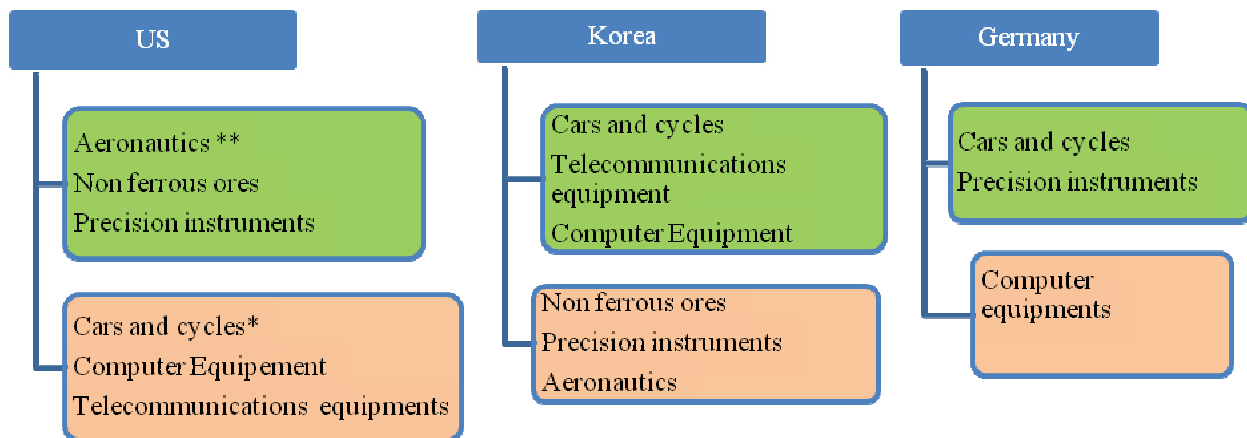 US
Aeronautics **
Non ferrous ores
Precision instruments
Cars and cycles*
Computer Equipement
Telecommunications equipments
Korea
Cars and cycles
Telecommunications
equipment
Computer Equipment
Non ferrous ores
Precision instruments
Aeronautics
Germany
Cars and cycles
Precision instruments
Computer
equipments